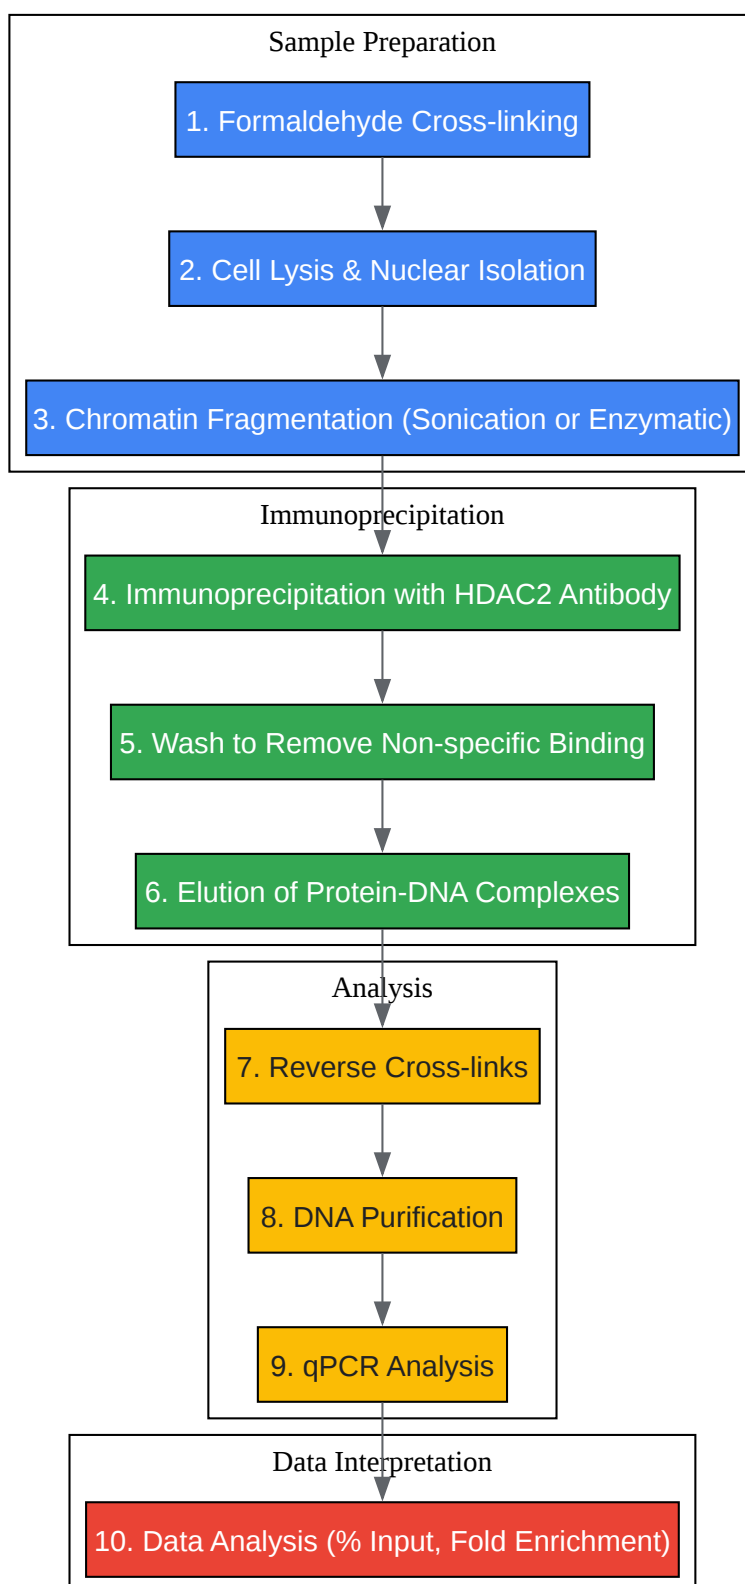 Sample Preparation
1. Formaldehyde Cross-linking
2. Cell Lysis & Nuclear Isolation
3. Chromatin Fragmentation (Sonication or Enzymatic)
Immunoprecipitation
4. Immunoprecipitation with HDAC2 Antibody
5. Wash to Remove Non-specific Binding
6. Elution of Protein-DNA Complexes
Analysis
7. Reverse Cross-links
8. DNA Purification
9. qPCR Analysis
Data Interpretation
10. Data Analysis (% Input, Fold Enrichment)